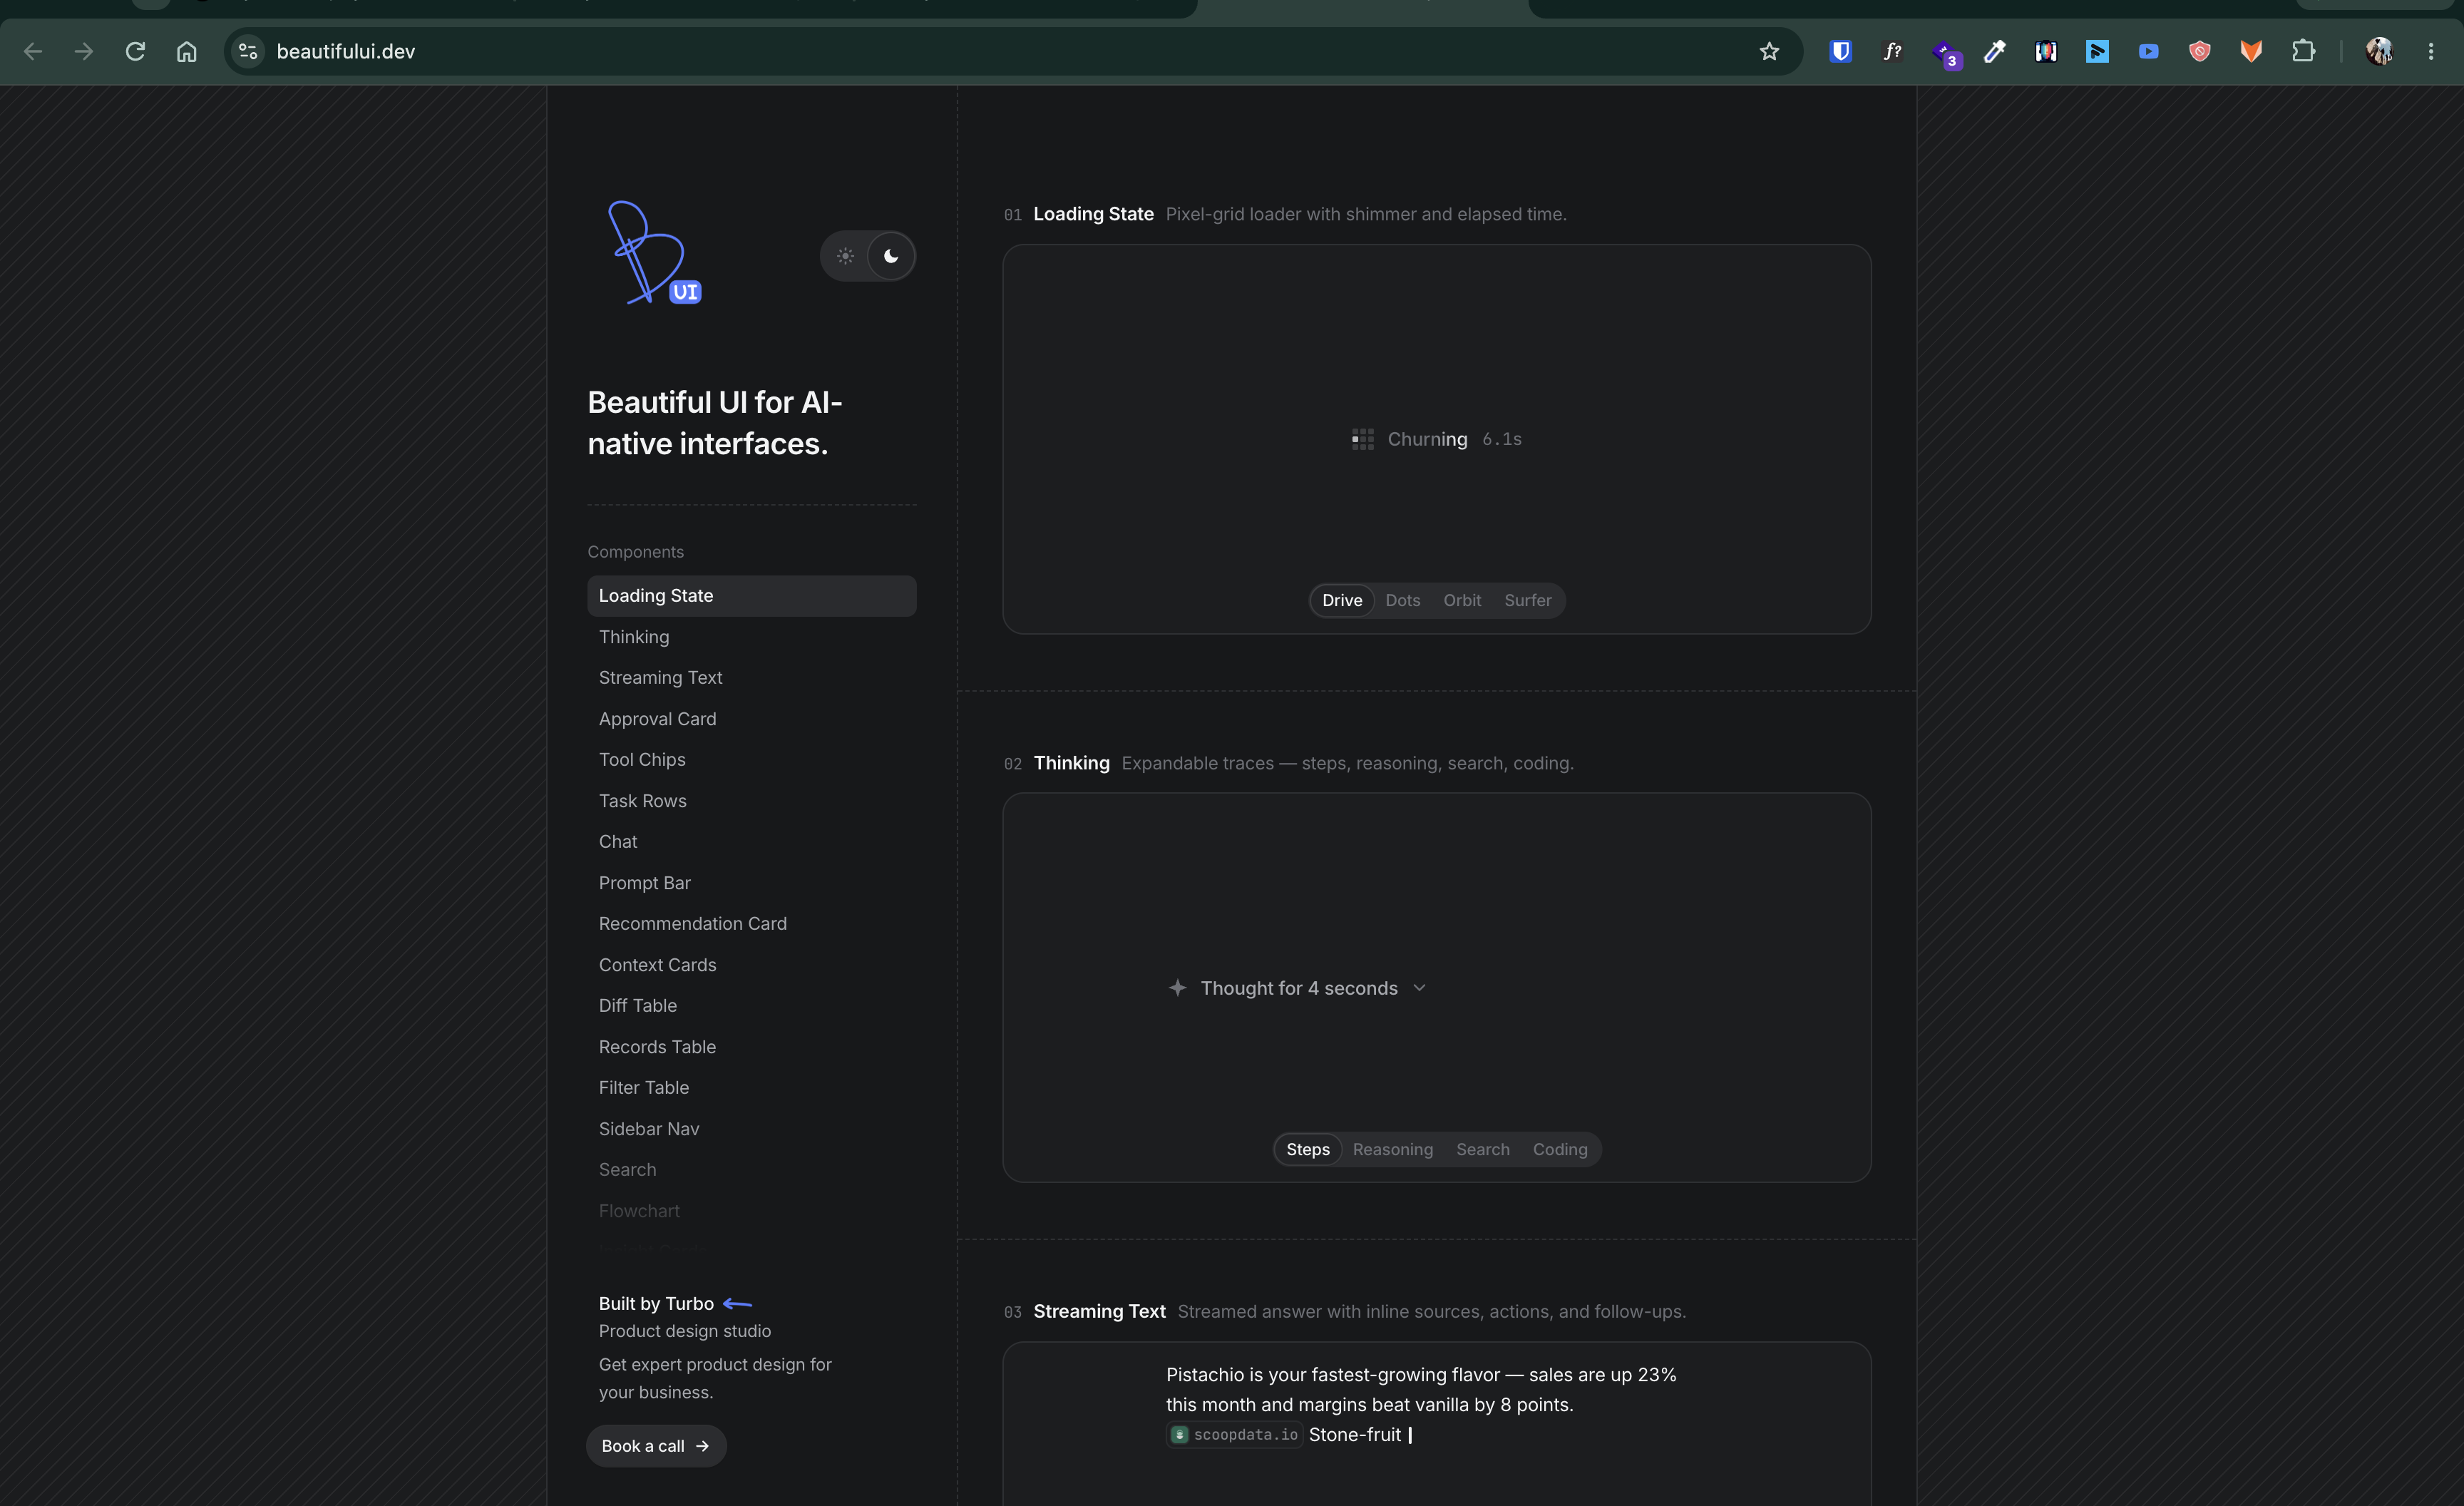 beautifului.dev
f?
3
UI
Beautiful UI for AI-
native interfaces.
Components
Loading State
Thinking
Streaming Text
Approval Card
Tool Chips
Task Rows
Chat
Prompt Bar
Recommendation Card
Context Cards
Diff Table
Records Table
Filter Table
Sidebar Nav
Search
Flowchart
Built by Turbo
Product design studio
Get expert product design for
your business.
Book a call →
01 Loading State Pixel-grid loader with shimmer and elapsed time.
Churning 6.1s
Drive Dots Orbit Surfer
02 Thinking Expandable traces — steps, reasoning, search, coding.
Thought for 4 seconds
Steps Reasoning Search Coding
03 Streaming Text Streamed answer with inline sources, actions, and follow-ups.
Pistachio is your fastest-growing flavor — sales are up 23%
this month and margins beat vanilla by 8 points.
scoopdata.io Stone-fruit